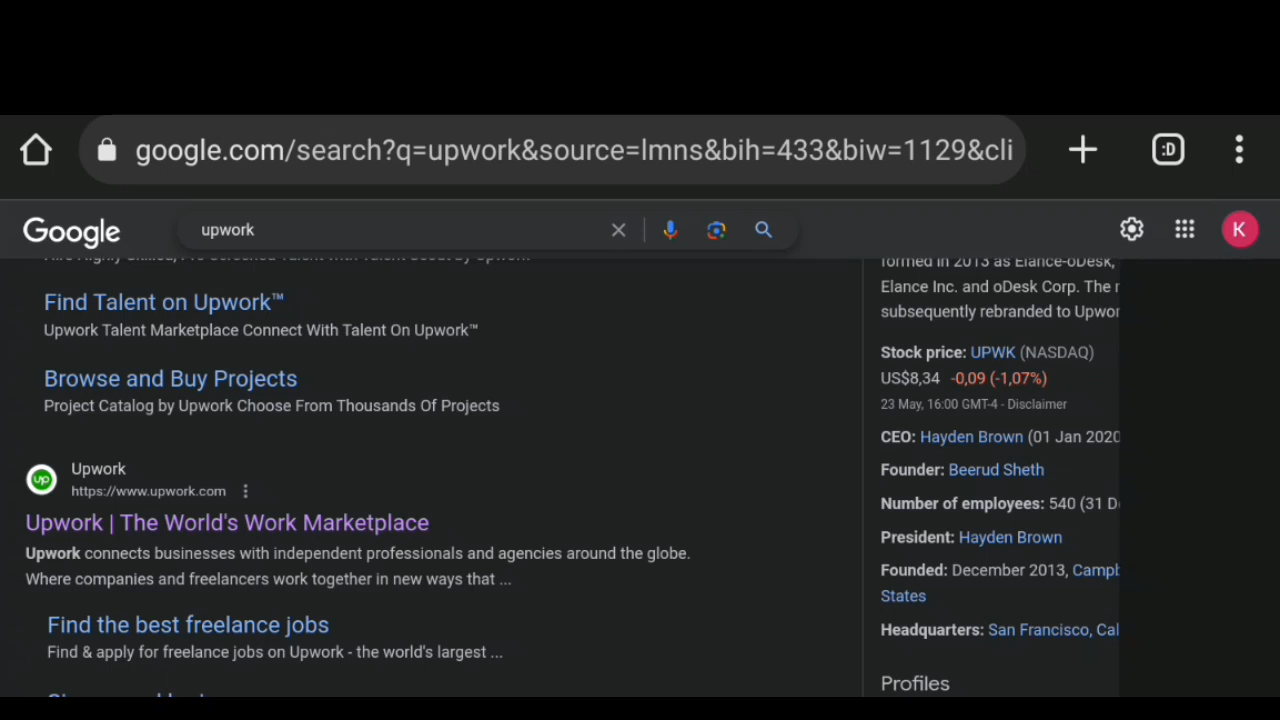 google.com/search?q=upwork&source=lmns&bih=433&biw=1129&cli
:D
Google
upwork
K
Find Talent on Upwork™
Upwork Talent Marketplace Connect With Talent On Upwork™
Browse and Buy Projects
Project Catalog by Upwork Choose From Thousands Of Projects
Upwork
https://www.upwork.com
Upwork | The World's Work Marketplace
Upwork connects businesses with independent professionals and agencies around the globe.
Where companies and freelancers work together in new ways that ...
Find the best freelance jobs
Find & apply for freelance jobs on Upwork - the world's largest ...
formed in 2013 as Elance-oDesk,
Elance Inc. and oDesk Corp. The
subsequently rebranded to Upwor
Stock price: UPWK (NASDAQ)
US$8,34 -0,09 (-1,07%)
23 May, 16:00 GMT-4 - Disclaimer
CEO: Hayden Brown (01 Jan 2020
Founder: Beerud Sheth
Number of employees: 540 (31 D
President: Hayden Brown
Founded: December 2013, Campb
States
Headquarters: San Francisco, Cal
Profiles